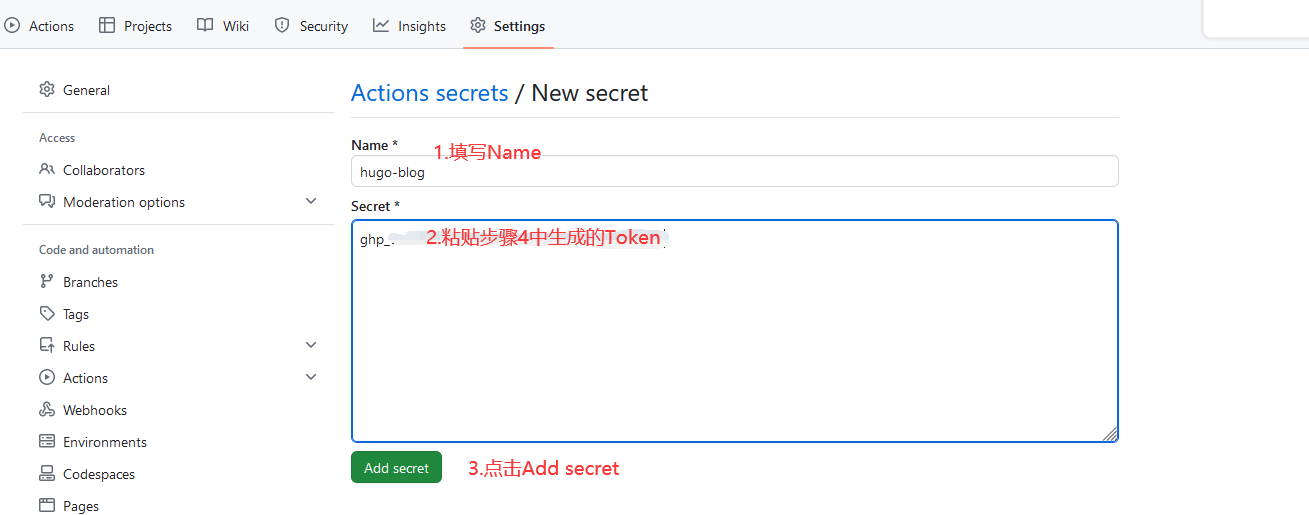 Actions Projects Wiki Security Insights Settings
General
Access
Collaborators
Moderation options
Code and automation
Branches
Tags
Rules
Actions
Webhooks
Environments
Codespaces
Pages
Actions secrets / New secret
Name *
1.填写Name
hugo-blog
Secret *
ghp_
2.粘贴步骤4中生成的Token
Add secret
3.点击Add secret